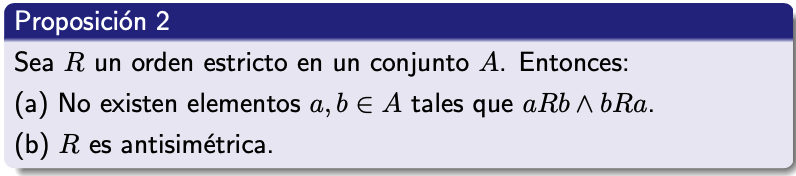 Proposición 2
Sea R un orden estricto en un conjunto A. Entonces:
(a) No existen elementos a, b ∈ A tales que aRb ∧ bRa.
(b) R es antisimétrica.